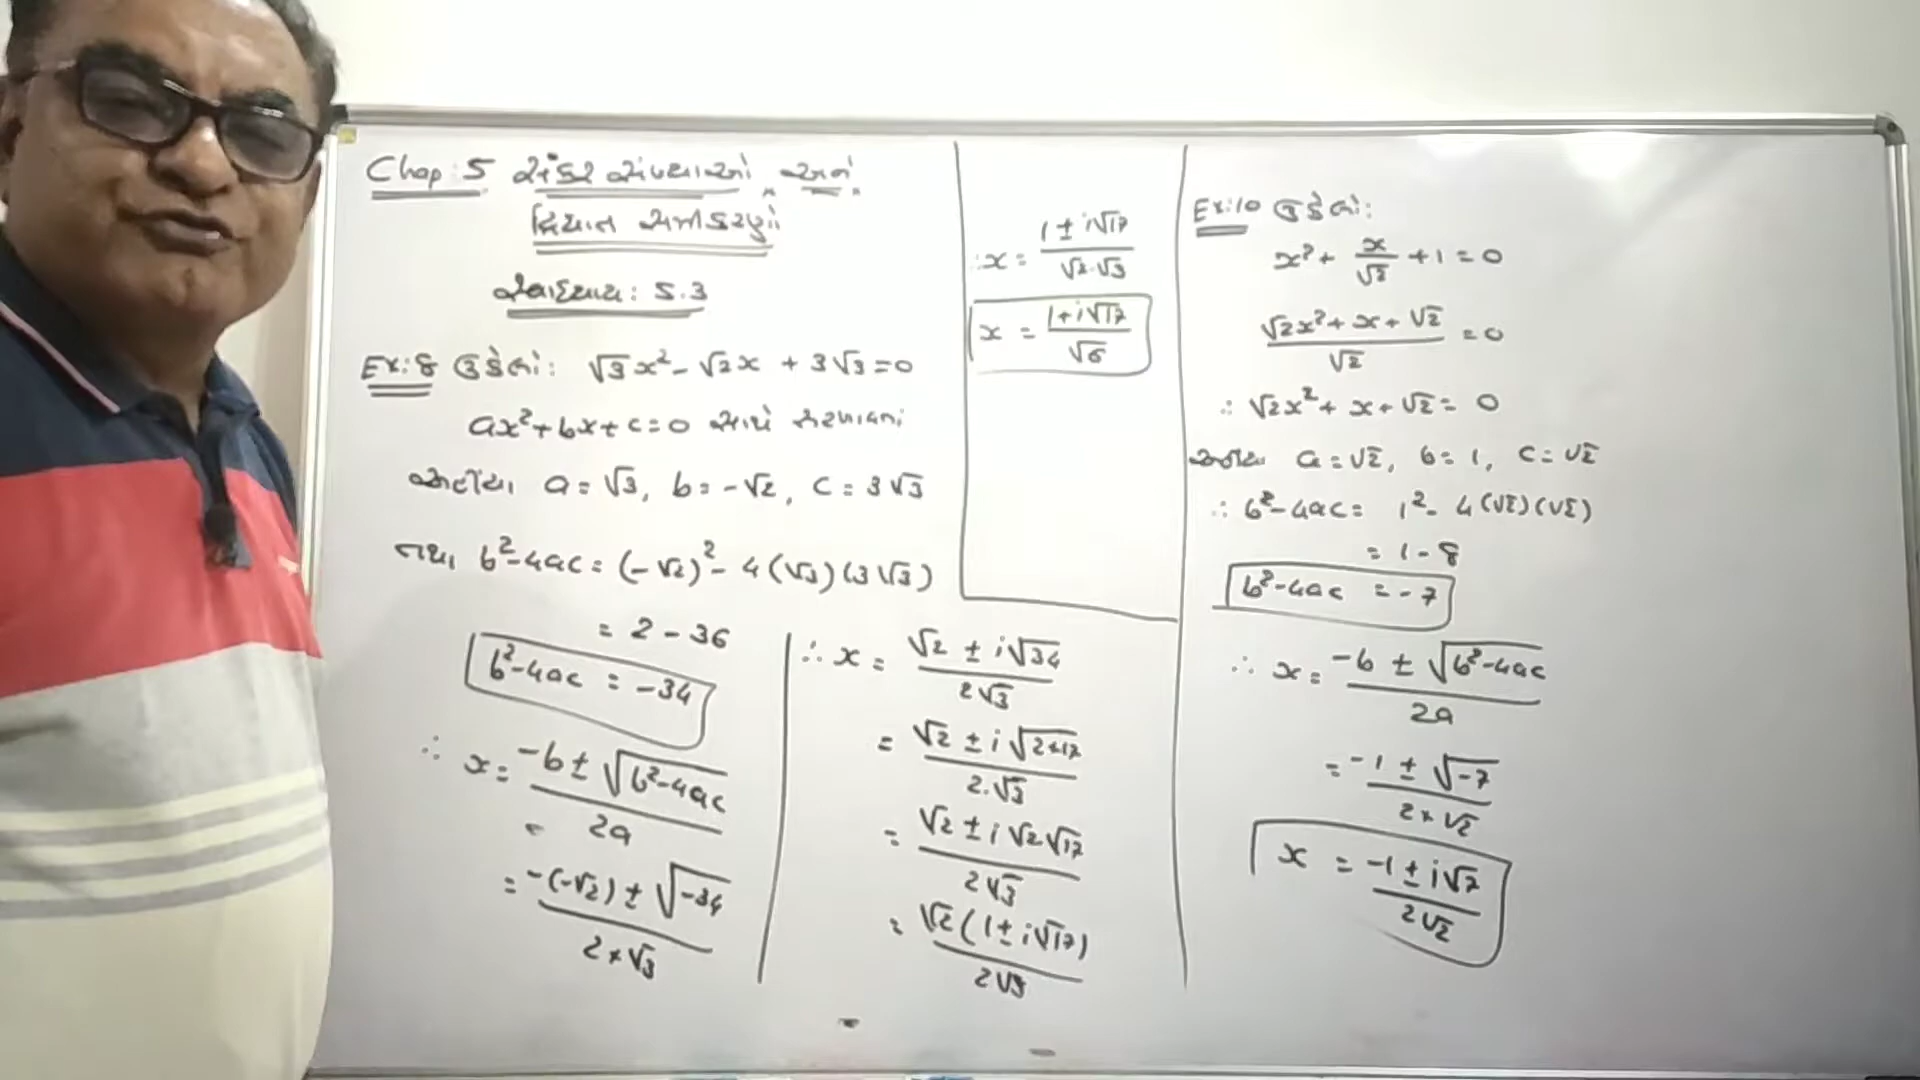 Chap: 5 સંકર સંખ્યાઓ અને
દ્વિઘાત સમીકરણો
સ્વાધ્યાય: 5.3
Ex: 8 ઉકેલો: √3x² - √2x + 3√3 = 0
ax² + bx + c = 0 સાથે સરખાવતાં
a = √3, b = -√2, c = 3√3
તથા b² - 4ac = (-√2)² - 4(√3)(3√3)
= 2 - 36
b² - 4ac = -34
∴ x = (-b ± √(b² - 4ac)) / 2a
= (-(-√2) ± √-34) / (2×√3)
∴ x = (√2 ± i√34) / 2√3
= (√2 ± i√(2×17)) / 2.√3
= (√2 ± i√2√17) / 2√3
= √2(1 ± i√17) / 2√3
∴ x = (1 ± i√17) / (√2.√3)
x = (1 + i√17) / √6
Ex: 10 ઉકેલો:
x² + x/√2 + 1 = 0
(√2x² + x + √2) / √2 = 0
∴ √2x² + x + √2 = 0
a = √2, b = 1, c = √2
∴ b² - 4ac = 1² - 4(√2)(√2)
= 1 - 8
b² - 4ac = -7
∴ x = (-b ± √(b² - 4ac)) / 2a
= (-1 ± √-7) / (2×√2)
x = (-1 ± i√7) / 2√2